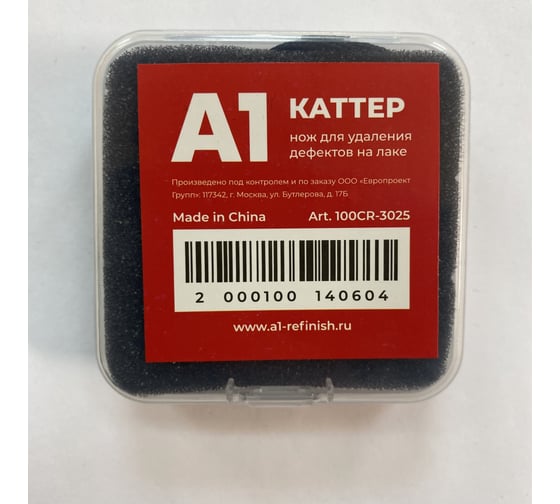 A1
КАТТЕР
нож для удаления
дефектов на лаке
Произведено под контролем и по заказу ООО «Европроект
Групп»: 117342, г. Москва, ул. Бутлерова, д. 17Б
Made in China Art. 100CR-3025
2 000100 140604
www.a1-refinish.ru